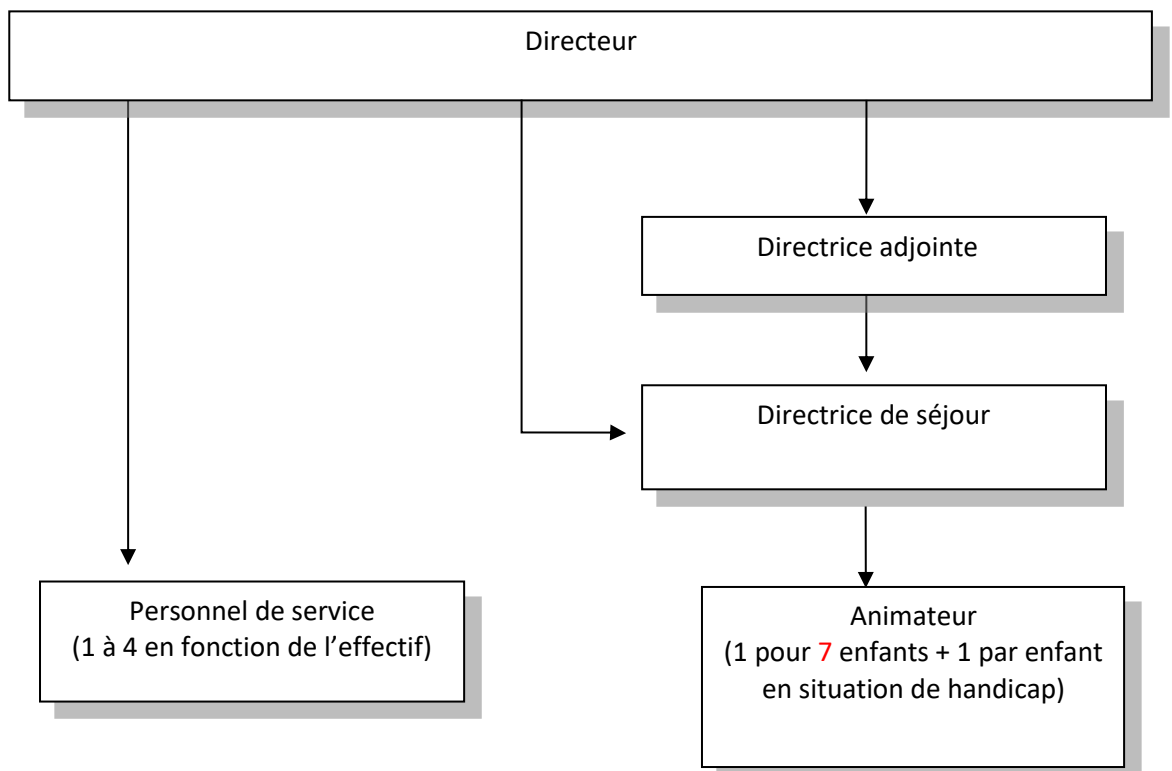 Directeur
Directrice adjointe
Directrice de séjour
Personnel de service
(1 à 4 en fonction de l’effectif)
Animateur
(1 pour 7 enfants + 1 par enfant
en situation de handicap)